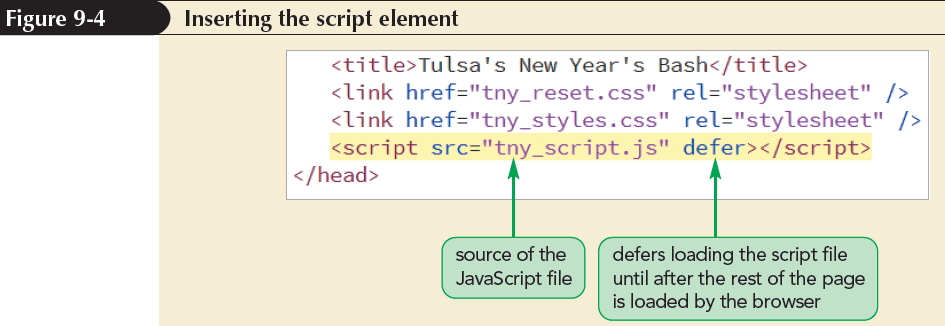 Figure 9-4 Inserting the script element
<title>Tulsa's New Year's Bash</title>
<link href="tny_reset.css" rel="stylesheet" />
<link href="tny_styles.css" rel="stylesheet" />
<script src="tny_script.js" defer></script>
</head>
source of the
JavaScript file
defers loading the script file
until after the rest of the page
is loaded by the browser